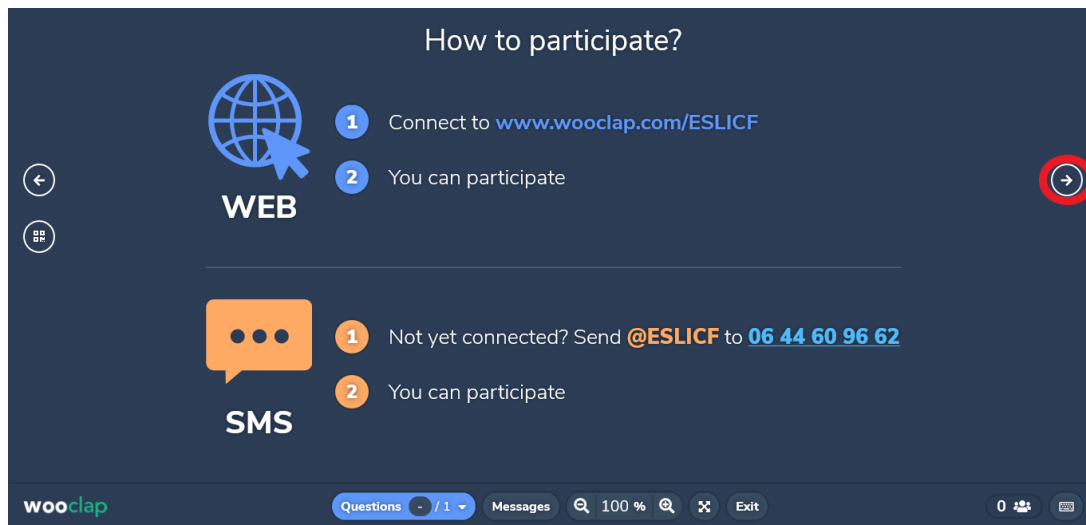 How to participate?
1 Connect to www.wooclap.com/ESLICF
2 You can participate
WEB
1 Not yet connected? Send @ESLICF to 06 44 60 96 62
2 You can participate
SMS
wooclap Questions - / 1 Messages 100 % Exit 0